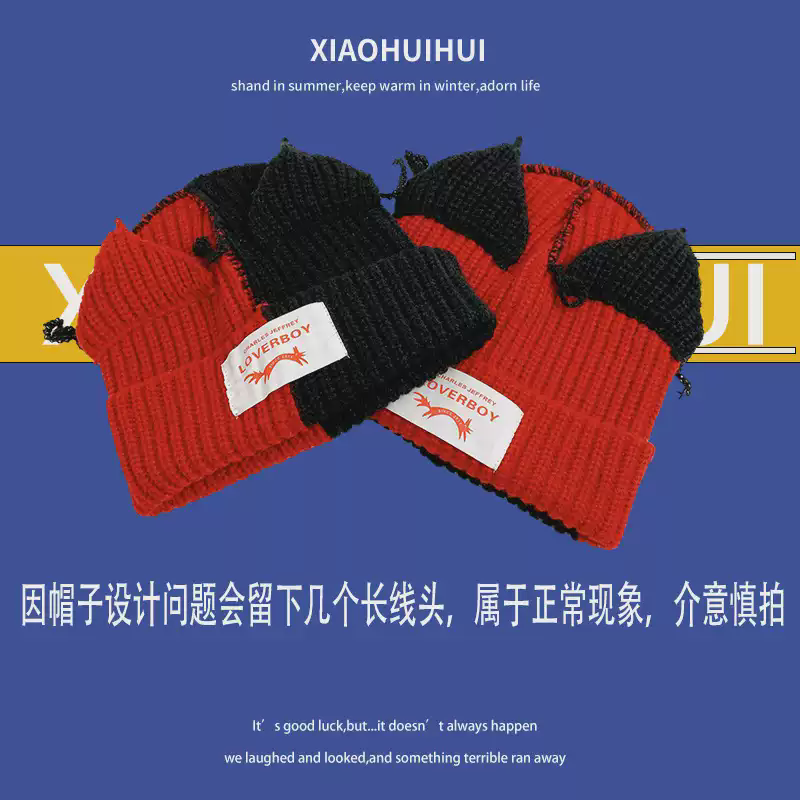 XIAOHUIHUI
shand in summer,keep warm in winter,adorn life
X
UI
CHARLES JEFFREY
LOVERBOY
CHARLES JEFFREY
LOVERBOY
因帽子设计问题会留下几个长线头，属于正常现象，介意慎拍
It's good luck,but...it doesn't always happen
we laughed and looked,and something terrible ran away